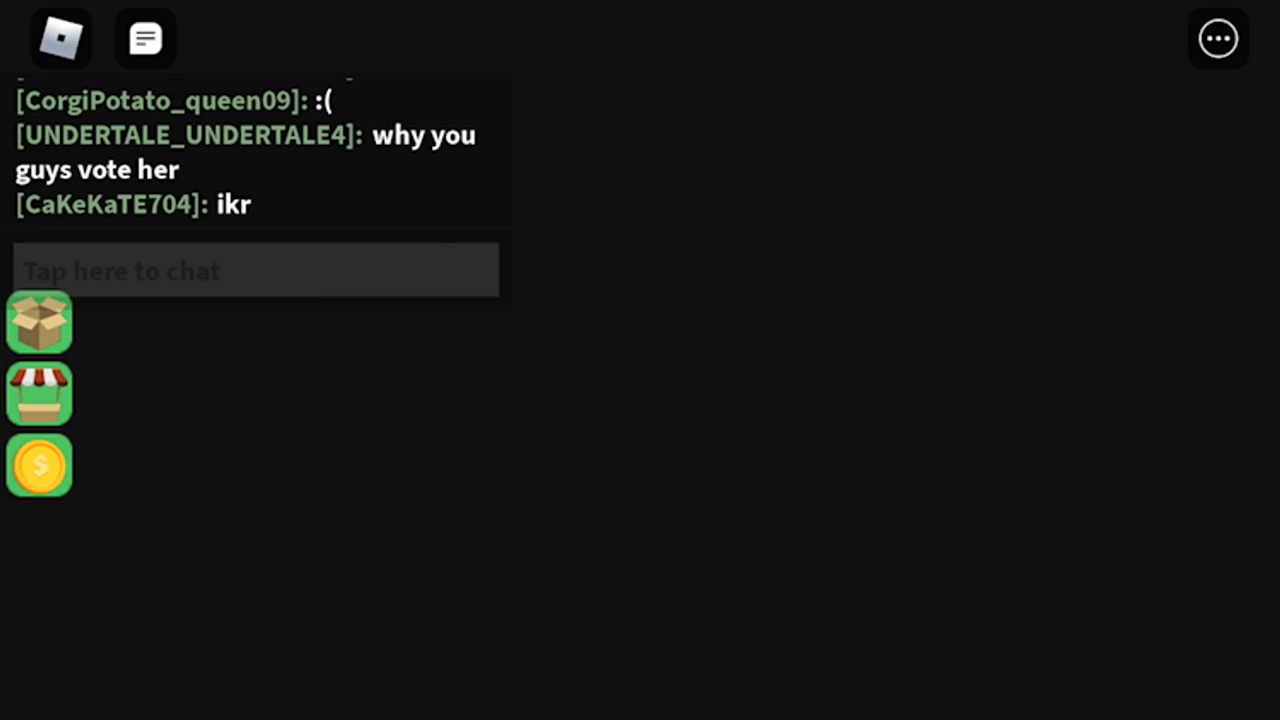 [CorgiPotato_queen09]: :(
[UNDERTALE_UNDERTALE4]: why you
guys vote her
[CaKeKaTE704]: ikr
Tap here to chat
$